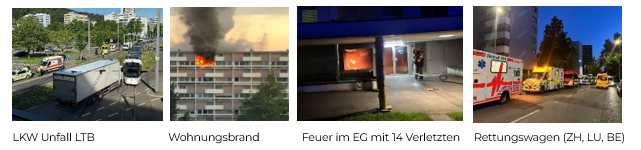 LKW Unfall LTB
Wohnungsbrand
Feuer im EG mit 14 Verletzten
Rettungswagen (ZH, LU, BE)